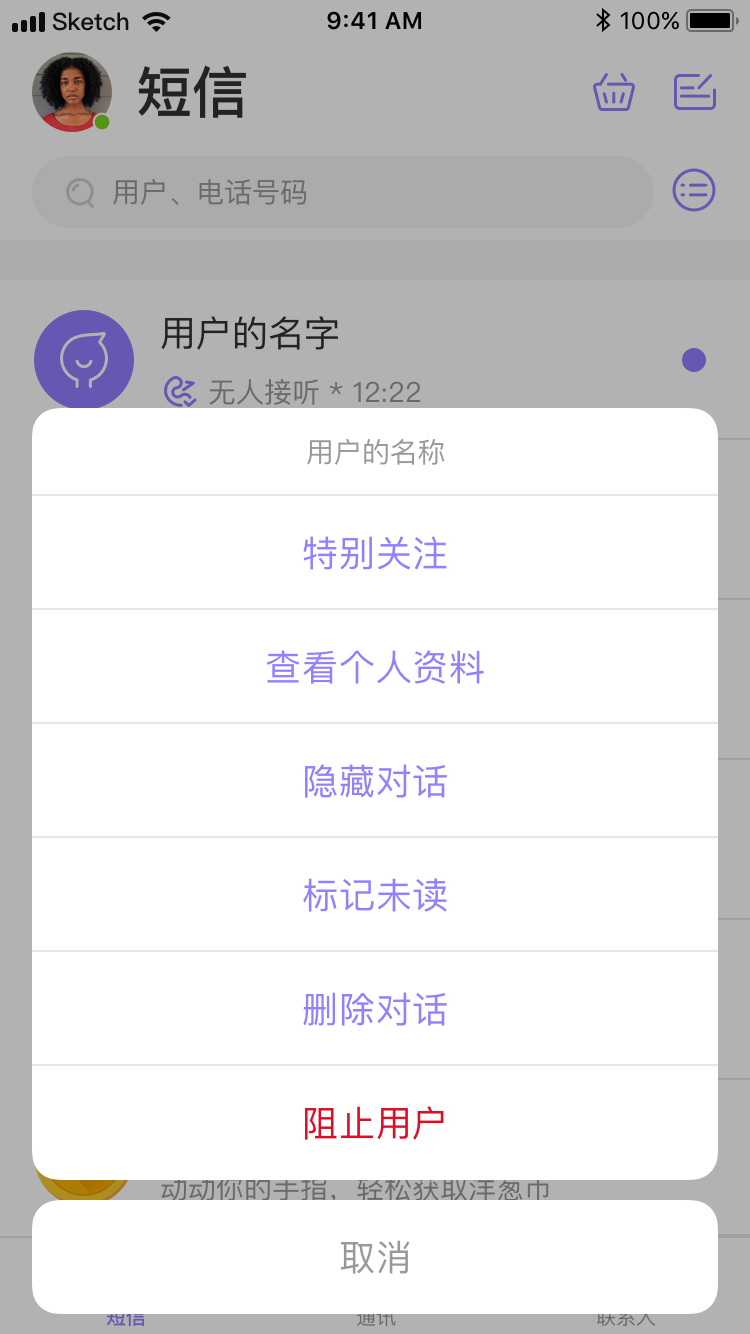 Sketch 9:41 AM 100%
短信
用户、电话号码
用户的名字
无人接听 * 12:22
用户的名称
特别关注
查看个人资料
隐藏对话
标记未读
删除对话
阻止用户
动动你的手指，轻松获取洋葱币
取消
短信 通讯 联系人